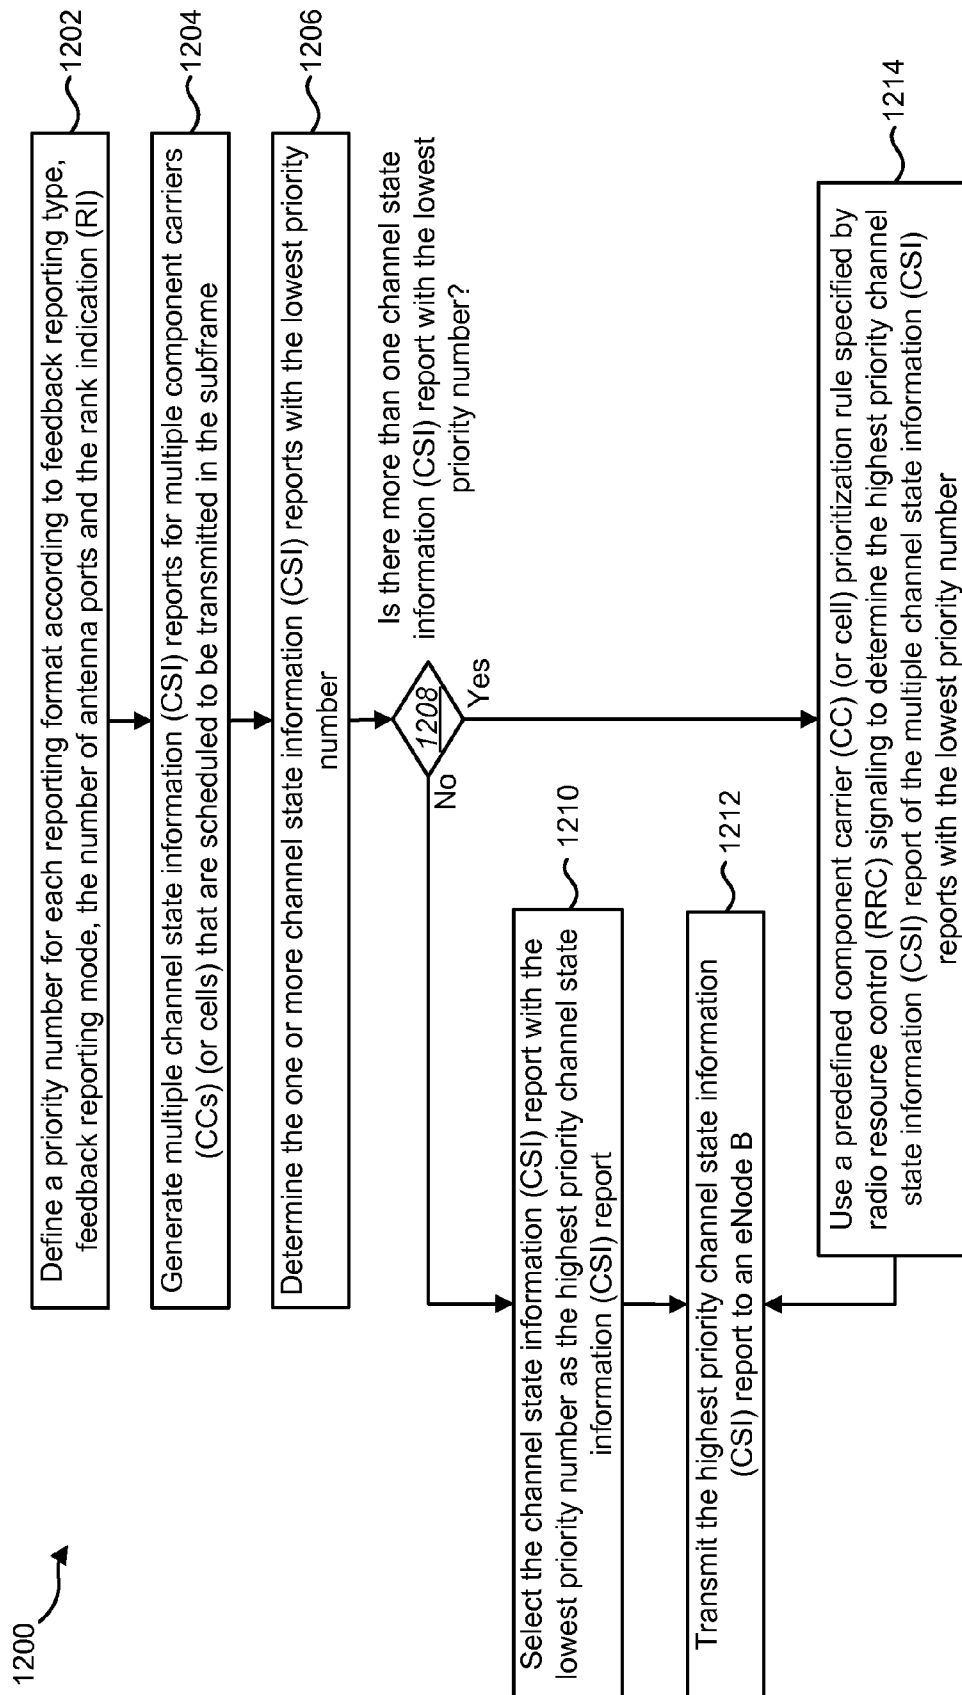 1200
Define a priority number for each reporting format according to feedback reporting type,
feedback reporting mode, the number of antenna ports and the rank indication (RI)
1202
Generate multiple channel state information (CSI) reports for multiple component carriers
(CCs) (or cells) that are scheduled to be transmitted in the subframe
1204
Determine the one or more channel state information (CSI) reports with the lowest priority
number
1206
Is there more than one channel state
information (CSI) report with the lowest
priority number?
1208
No
Yes
Select the channel state information (CSI) report with the
lowest priority number as the highest priority channel state
information (CSI) report
1210
Transmit the highest priority channel state information
(CSI) report to an eNode B
1212
Use a predefined component carrier (CC) (or cell) prioritization rule specified by
radio resource control (RRC) signaling to determine the highest priority channel
state information (CSI) report of the multiple channel state information (CSI)
reports with the lowest priority number
1214